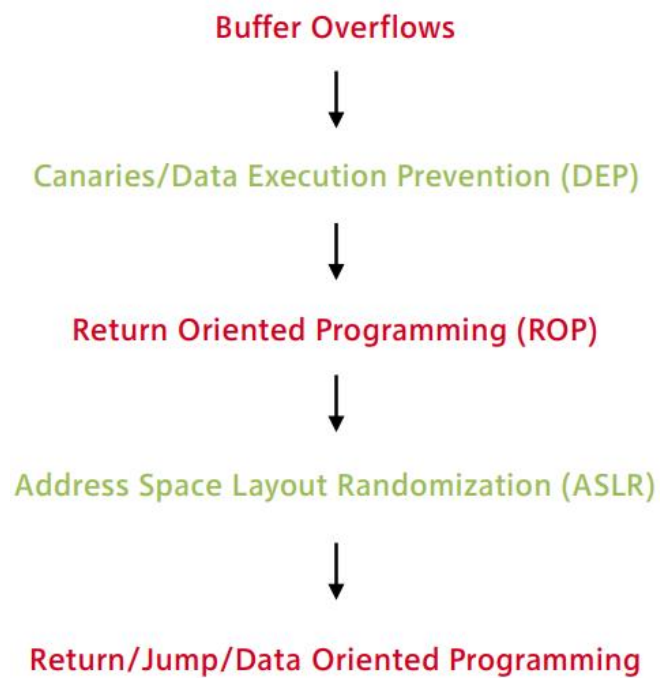 Buffer Overflows
Canaries/Data Execution Prevention (DEP)
Return Oriented Programming (ROP)
Address Space Layout Randomization (ASLR)
Return/Jump/Data Oriented Programming